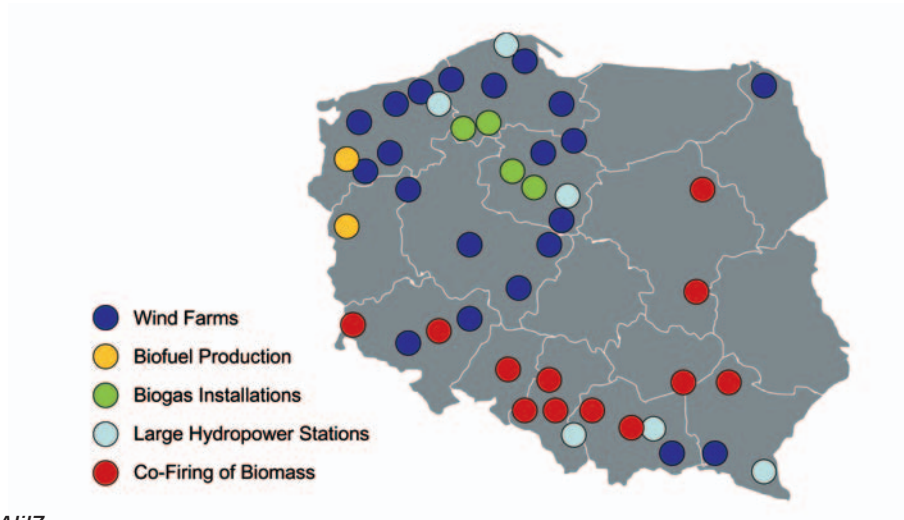 Wind Farms
Biofuel Production
Biogas Installations
Large Hydropower Stations
Co-Firing of Biomass